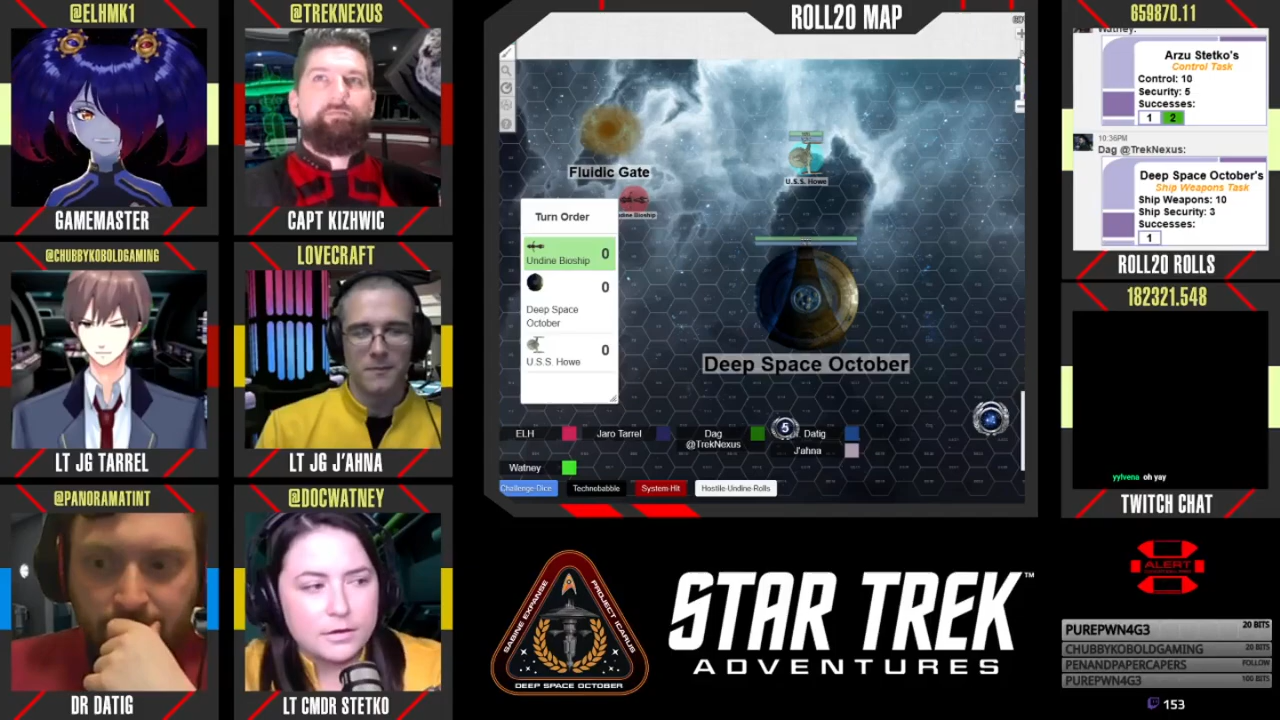 @ELHMK1
GAMEMASTER
@TREKNEXUS
CAPT KIZHWIC
@CHUBBYKOBOLDGAMING
LT JG TARREL
LOVECRAFT
LT JG J'AHNA
@PANORAMATINT
DR DATIG
@DOCWATNEY
LT CMDR STETKO
ROLL20 MAP
Fluidic Gate
U.S.S. Howe
Turn Order
Undine Bioship 0
Deep Space October 0
U.S.S. Howe 0
Deep Space October
5
ELH
Jaro Tarrel
Dag @TrekNexus
Datig
J'ahna
Watney
Challenge-Dice
Technobabble
System-Hit
Hostile-Undine-Rolls
SABINE EXPANSE
PROJECT ICARUS
DEEP SPACE OCTOBER
STAR TREK™
ADVENTURES
659870.11
Watney:
Arzu Stetko's
Control Task
Control: 10
Security: 5
Successes:
1 2
10:36PM
Dag @TrekNexus:
Deep Space October's
Ship Weapons Task
Ship Weapons: 10
Ship Security: 3
Successes:
1
ROLL20 ROLLS
182321.548
yylvena oh yay
TWITCH CHAT
ALERT
PUREPWN4G3 20 BITS
CHUBBYKOBOLDGAMING 20 BITS
PENANDPAPERCAPERS FOLLOW
PUREPWN4G3 100 BITS
153